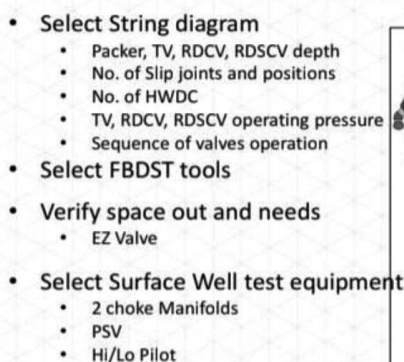 • Select String diagram
• Packer, TV, RDCV, RDSCV depth
• No. of Slip joints and positions
• No. of HWDC
• TV, RDCV, RDSCV operating pressure
• Sequence of valves operation
• Select FBDST tools
• Verify space out and needs
• EZ Valve
• Select Surface Well test equipment
• 2 choke Manifolds
• PSV
• Hi/Lo Pilot